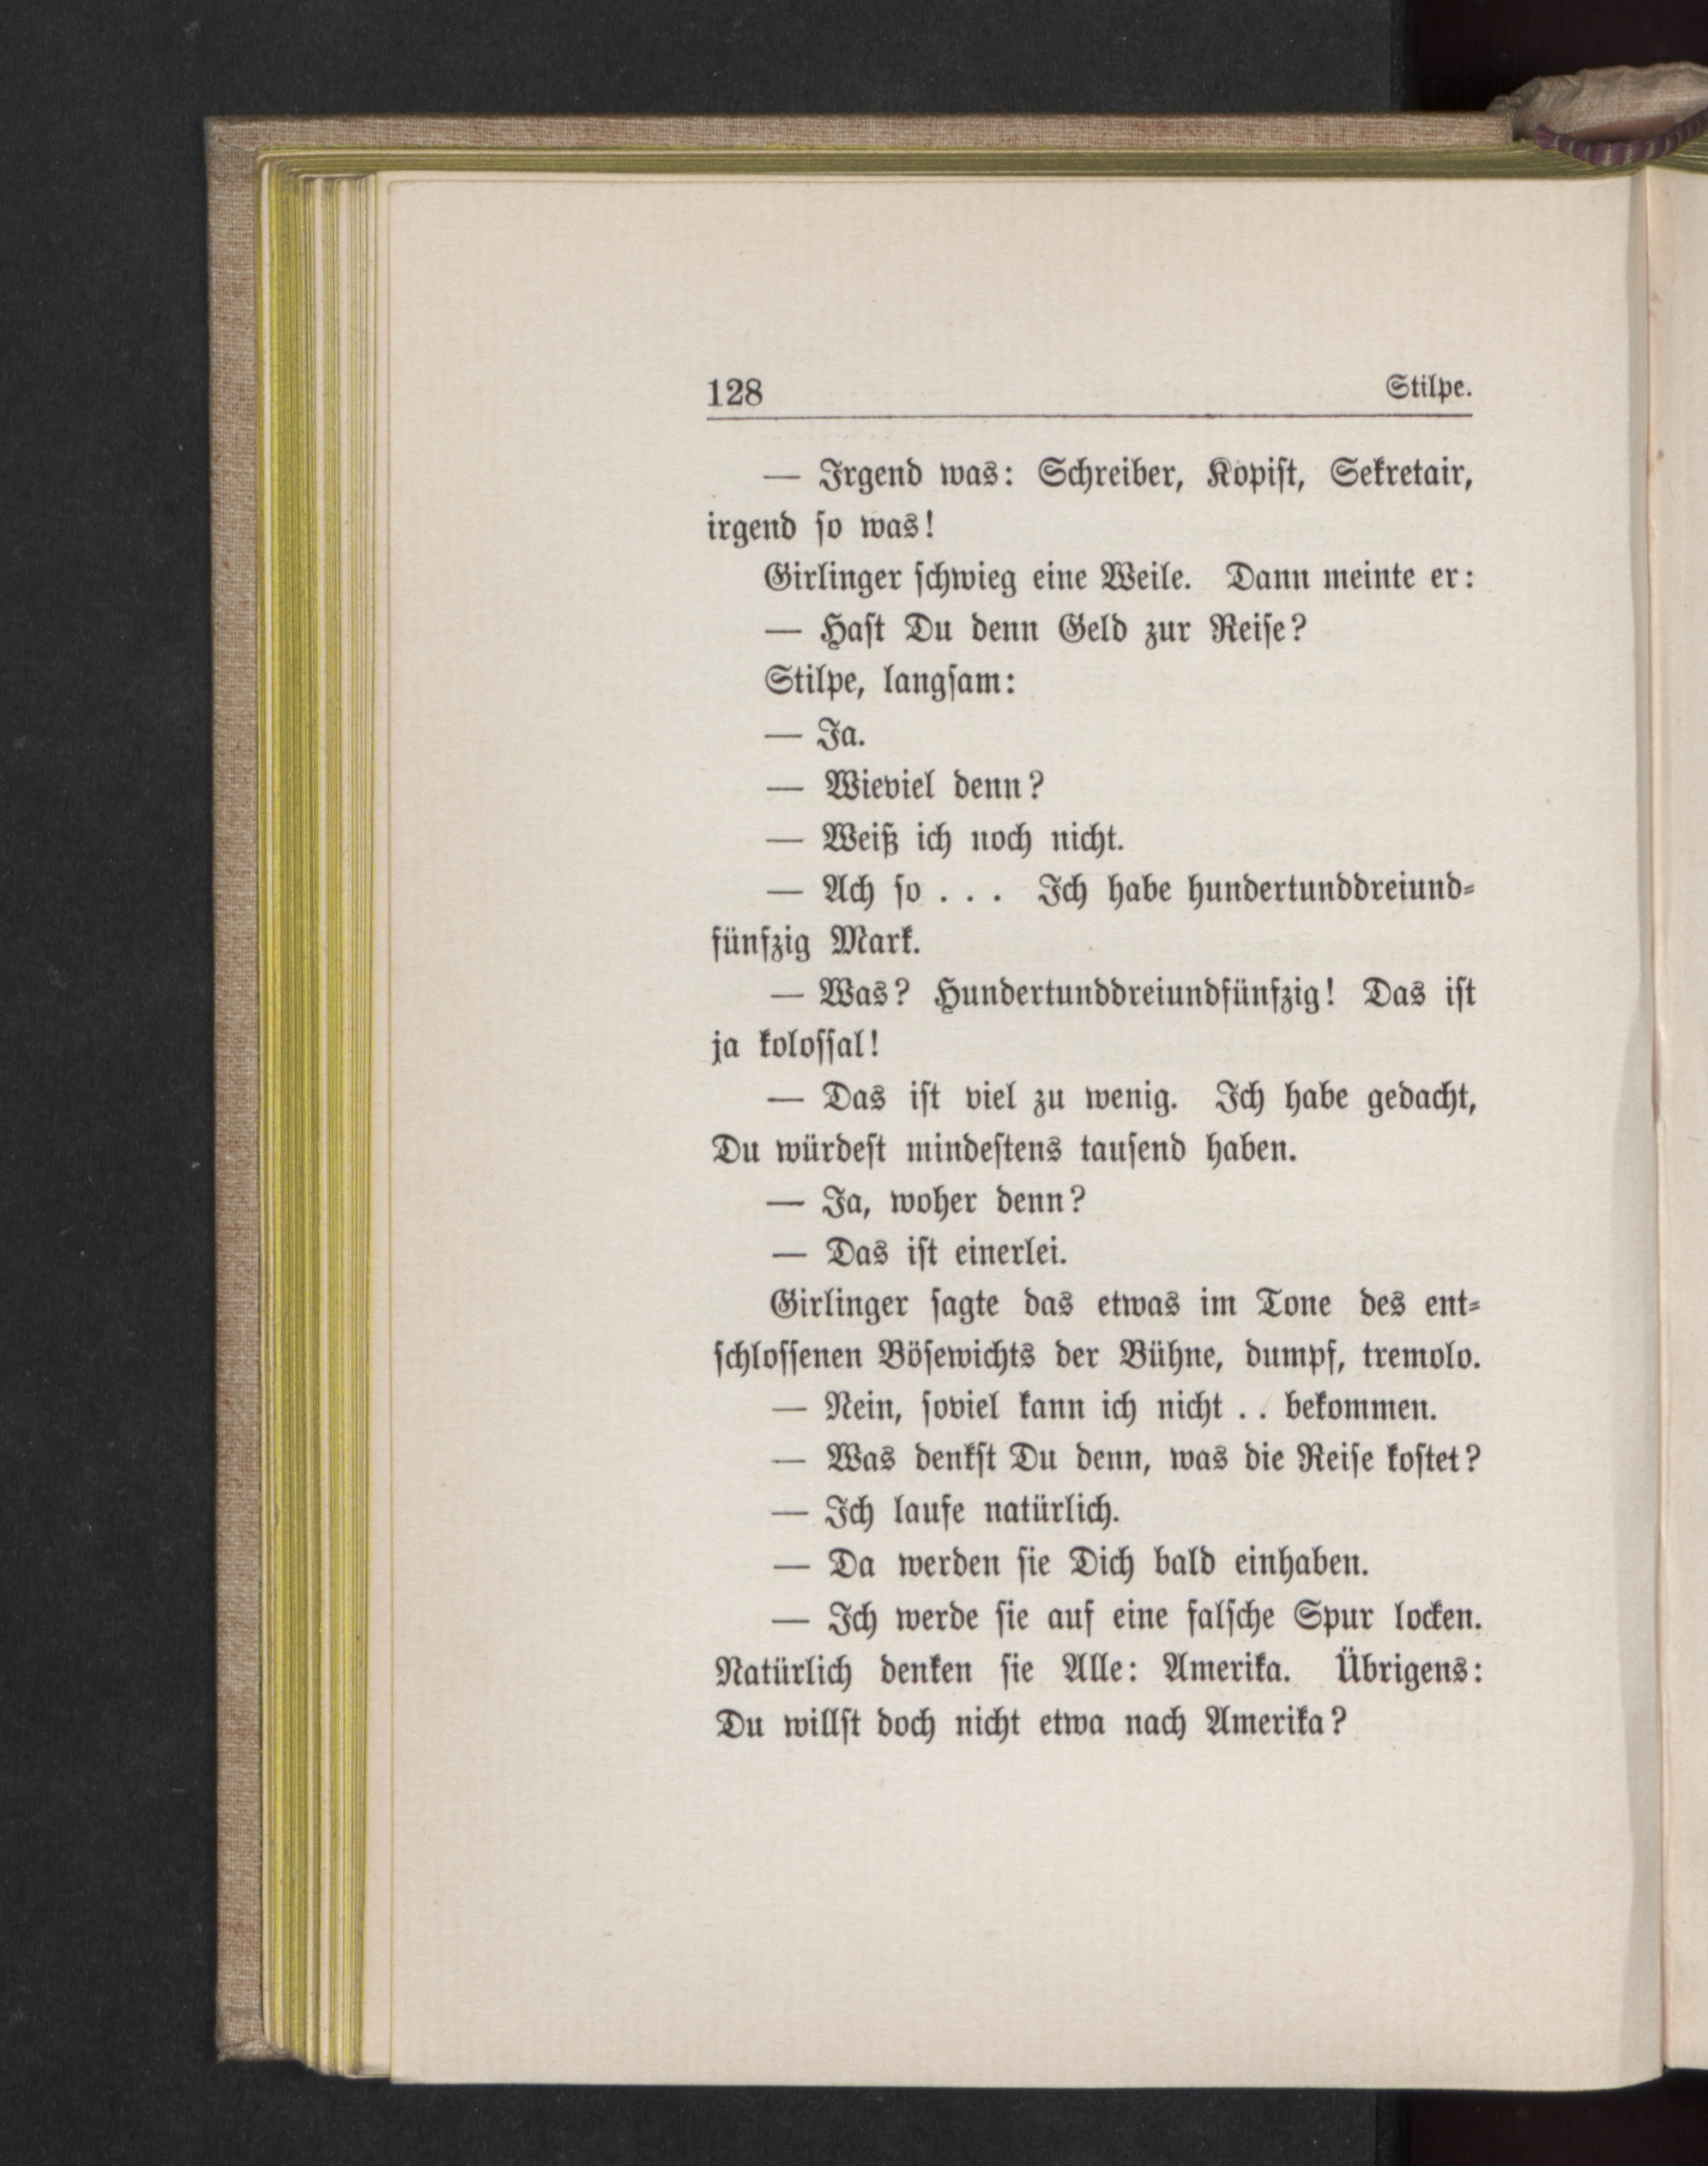 128 Stilpe.
— Irgend was: Schreiber, Kopiſt, Sekretair,
irgend ſo was!
Girlinger ſchwieg eine Weile. Dann meinte er:
— Haſt Du denn Geld zur Reiſe?
Stilpe, langſam:
— Ja.
— Wieviel denn?
— Weiß ich noch nicht.
— Ach ſo . . . Ich habe hundertunddreiund-
fünfzig Mark.
— Was? Hundertunddreiundfünfzig! Das iſt
ja koloſſal!
— Das iſt viel zu wenig. Ich habe gedacht,
Du würdeſt mindeſtens tauſend haben.
— Ja, woher denn?
— Das iſt einerlei.
Girlinger ſagte das etwas im Tone des ent-
ſchloſſenen Böſewichts der Bühne, dumpf, tremolo.
— Nein, ſoviel kann ich nicht . . bekommen.
— Was denkſt Du denn, was die Reiſe koſtet?
— Ich laufe natürlich.
— Da werden ſie Dich bald einhaben.
— Ich werde ſie auf eine falſche Spur locken.
Natürlich denken ſie Alle: Amerika. Übrigens:
Du willſt doch nicht etwa nach Amerika?